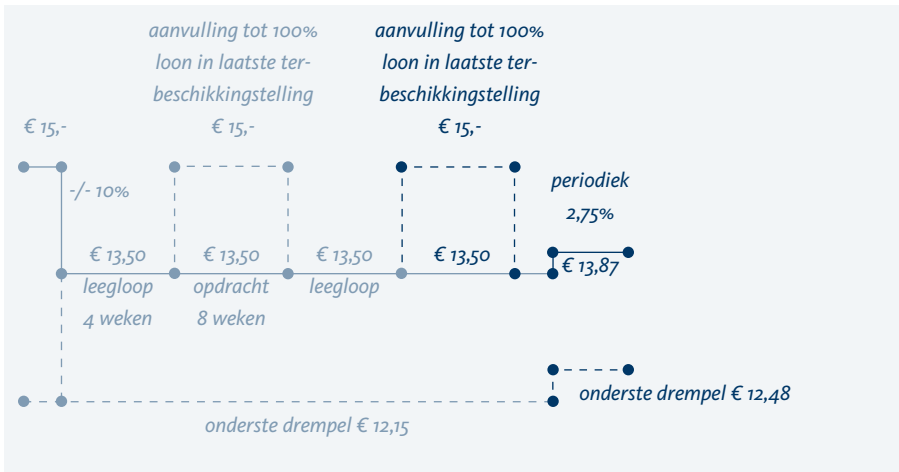 aanvulling tot 100%
loon in laatste ter-
beschikkingstelling
€ 15,-
aanvulling tot 100%
loon in laatste ter-
beschikkingstelling
€ 15,-
€ 15,-
-/- 10%
periodiek
2,75%
€ 13,50
leegloop
4 weken
€ 13,50
opdracht
8 weken
€ 13,50
leegloop
€ 13,50
€ 13,87
onderste drempel € 12,48
onderste drempel € 12,15